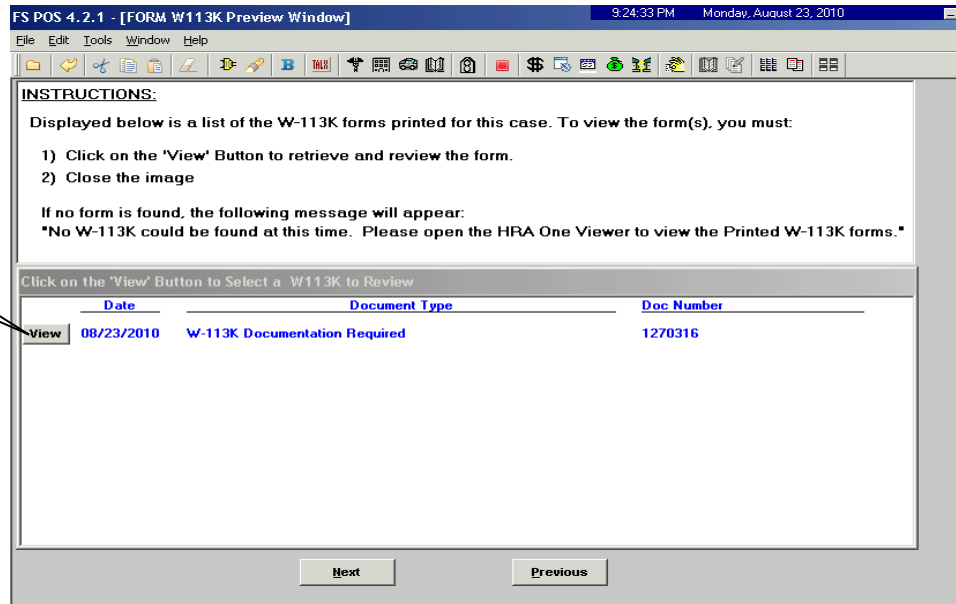 FS POS 4.2.1 - [FORM W113K Preview Window]
9:24:33 PM Monday, August 23, 2010
File Edit Tools Window Help
B TALX
INSTRUCTIONS:
Displayed below is a list of the W-113K forms printed for this case. To view the form(s), you must:
1) Click on the 'View' Button to retrieve and review the form.
2) Close the image
If no form is found, the following message will appear:
"No W-113K could be found at this time. Please open the HRA One Viewer to view the Printed W-113K forms."
Click on the 'View' Button to Select a W113K to Review
Date Document Type Doc Number
View 08/23/2010 W-113K Documentation Required 1270316
Next Previous